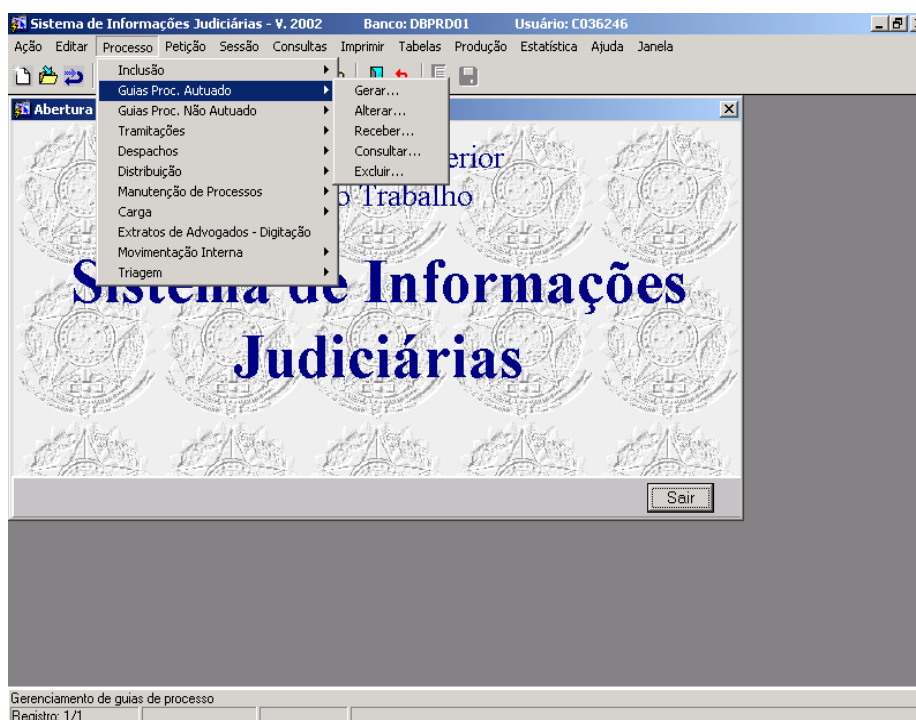 Sistema de Informações Judiciárias - V. 2002 Banco: DBPRD01 Usuário: C036246
Ação Editar Processo Petição Sessão Consultas Imprimir Tabelas Produção Estatística Ajuda Janela
Inclusão
Guias Proc. Autuado
Guias Proc. Não Autuado
Tramitações
Despachos
Distribuição
Manutenção de Processos
Carga
Extratos de Advogados - Digitação
Movimentação Interna
Triagem
Gerar...
Alterar...
Receber...
Consultar...
Excluir...
Abertura
erior
o Trabalho
Sistema de Informações
Judiciárias
Sair
Gerenciamento de guias de processo
Registro: 1/1